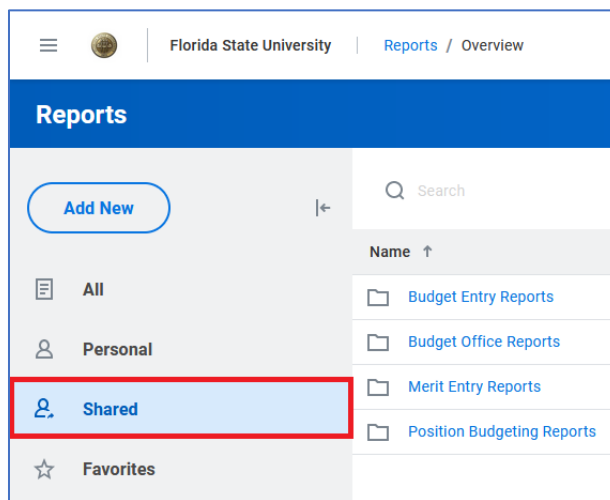 Florida State University Reports / Overview
Reports
Add New
Search
Name
All
Budget Entry Reports
Personal
Budget Office Reports
Shared
Merit Entry Reports
Favorites
Position Budgeting Reports